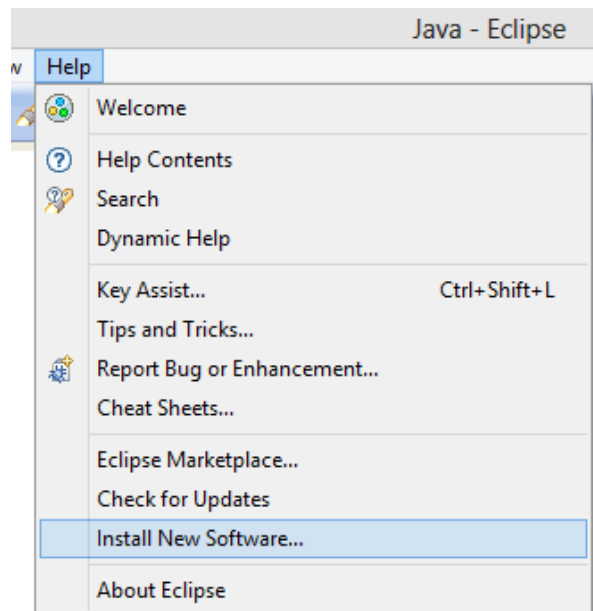 Java - Eclipse
w Help
Welcome
Help Contents
Search
Dynamic Help
Key Assist... Ctrl+Shift+L
Tips and Tricks...
Report Bug or Enhancement...
Cheat Sheets...
Eclipse Marketplace...
Check for Updates
Install New Software...
About Eclipse